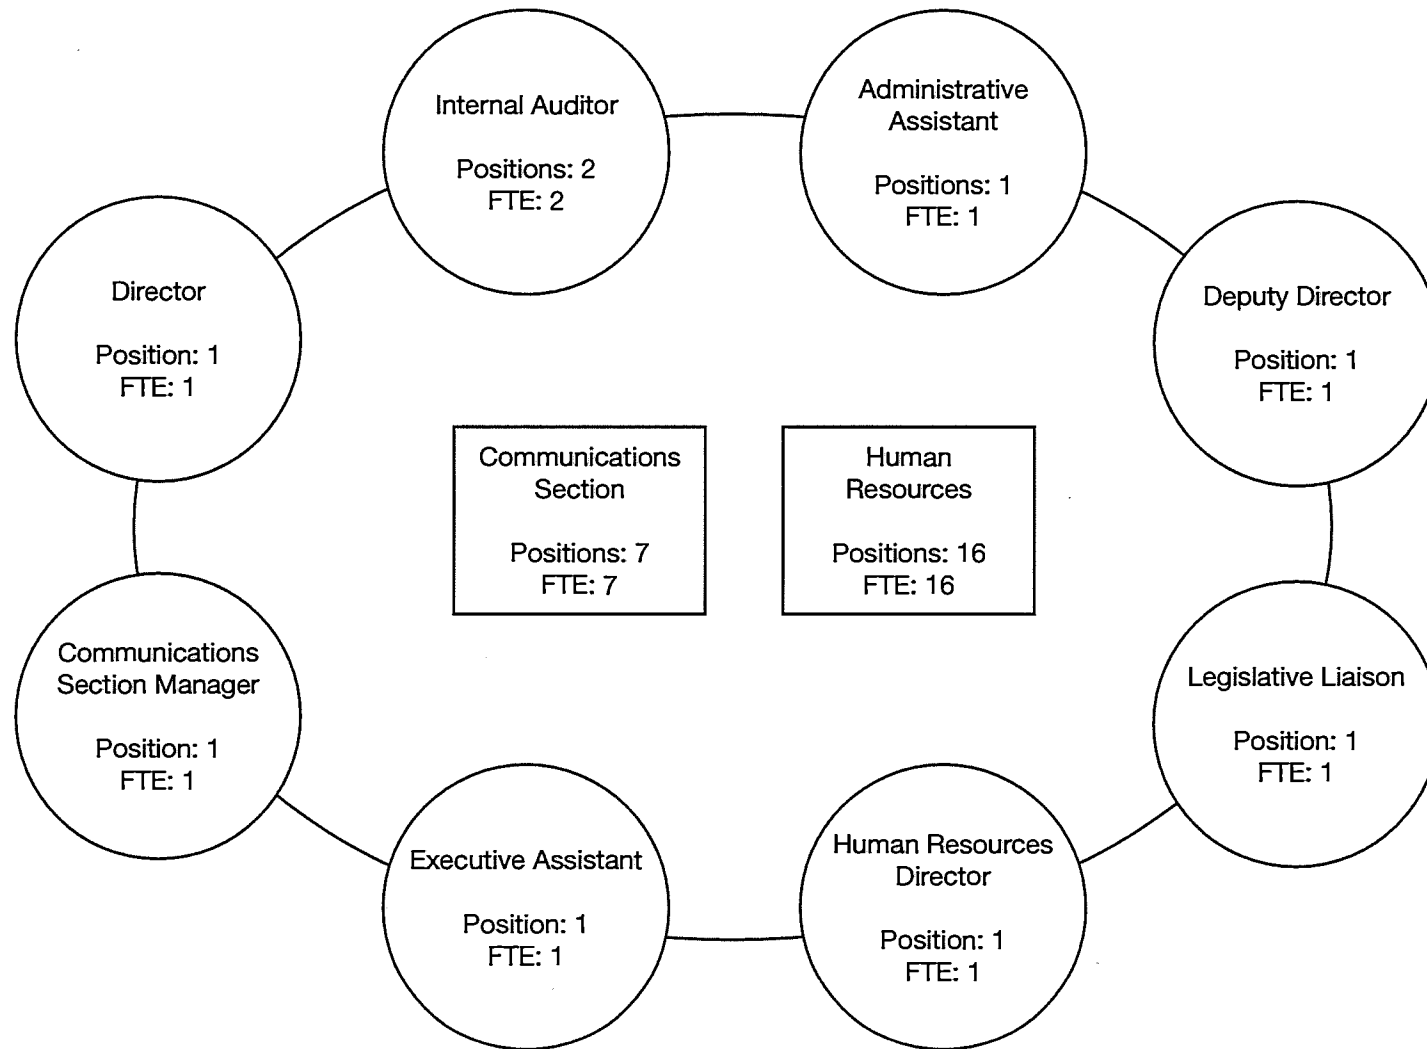 Internal Auditor
Positions: 2
FTE: 2
Administrative
Assistant
Positions: 1
FTE: 1
Director
Position: 1
FTE: 1
Deputy Director
Position: 1
FTE: 1
Communications
Section
Positions: 7
FTE: 7
Human
Resources
Positions: 16
FTE: 16
Communications
Section Manager
Position: 1
FTE: 1
Legislative Liaison
Position: 1
FTE: 1
Executive Assistant
Position: 1
FTE: 1
Human Resources
Director
Position: 1
FTE: 1